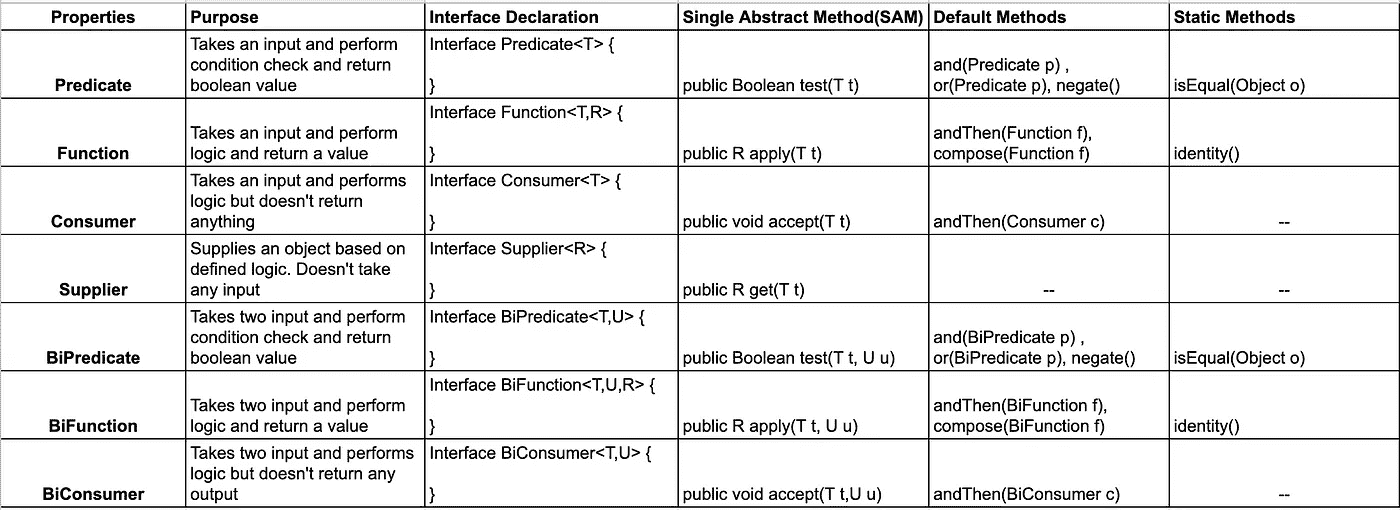 Properties Purpose Interface Declaration Single Abstract Method(SAM) Default Methods Static Methods
Predicate
Takes an input and perform
condition check and return
boolean value
Interface Predicate<T> {
}
public Boolean test(T t)
and(Predicate p) ,
or(Predicate p), negate()
isEqual(Object o)
Function
Takes an input and perform
logic and return a value
Interface Function<T,R> {
}
public R apply(T t)
andThen(Function f),
compose(Function f)
identity()
Consumer
Takes an input and performs
logic but doesn't return
anything
Interface Consumer<T> {
}
public void accept(T t)
andThen(Consumer c)
--
Supplier
Supplies an object based on
defined logic. Doesn't take
any input
Interface Supplier<R> {
}
public R get(T t)
--
--
BiPredicate
Takes two input and perform
condition check and return
boolean value
Interface BiPredicate<T,U> {
}
public Boolean test(T t, U u)
and(BiPredicate p) ,
or(BiPredicate p), negate()
isEqual(Object o)
BiFunction
Takes two input and perform
logic and return a value
Interface BiFunction<T,U,R> {
}
public R apply(T t, U u)
andThen(BiFunction f),
compose(BiFunction f)
identity()
BiConsumer
Takes two input and performs
logic but doesn't return any
output
Interface BiConsumer<T,U> {
}
public void accept(T t,U u)
andThen(BiConsumer c)
--